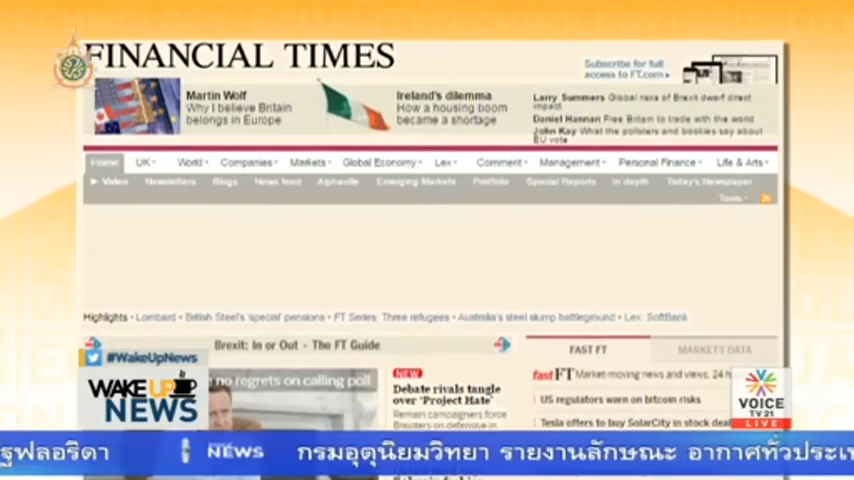 FINANCIAL TIMES
Subscribe for full
access to FT.com
Martin Wolf
Why I believe Britain
belongs in Europe
Ireland's dilemma
How a housing boom
became a shortage
Larry Summers Global risks of Brexit dwarf direct
impact
Daniel Hannan Free Britain to trade with the world
John Kay What the pollsters and bookies say about
EU vote
Home UK World Companies Markets Global Economy Lex Comment Management Personal Finance Life & Arts
Video Newsletters Blogs News feed Alphaville Emerging Markets Portfolio Special Reports In depth Today's Newspaper
Tools
Highlights • Lombard • British Steel's 'special' pensions • FT Series: Three refugees • Australia's steel slump battleground • Lex: SoftBank
Brexit: In or Out - The FT Guide
FAST FT
MARKETS DATA
#WakeUpNews
no regrets on calling poll
NEW
Debate rivals tangle
over 'Project Hate'
Remain campaigners force
Brexiters on defensive in
fastFT Market-moving news and views, 24 h
US regulators warn on bitcoin risks
Tesla offers to buy SolarCity in stock deal
WAKE UP
NEWS
VOICE
TV 21
LIVE
ฐฟลอริดา
NEWS
กรมอุตุนิยมวิทยา รายงานลักษณะ อากาศทั่วประเท